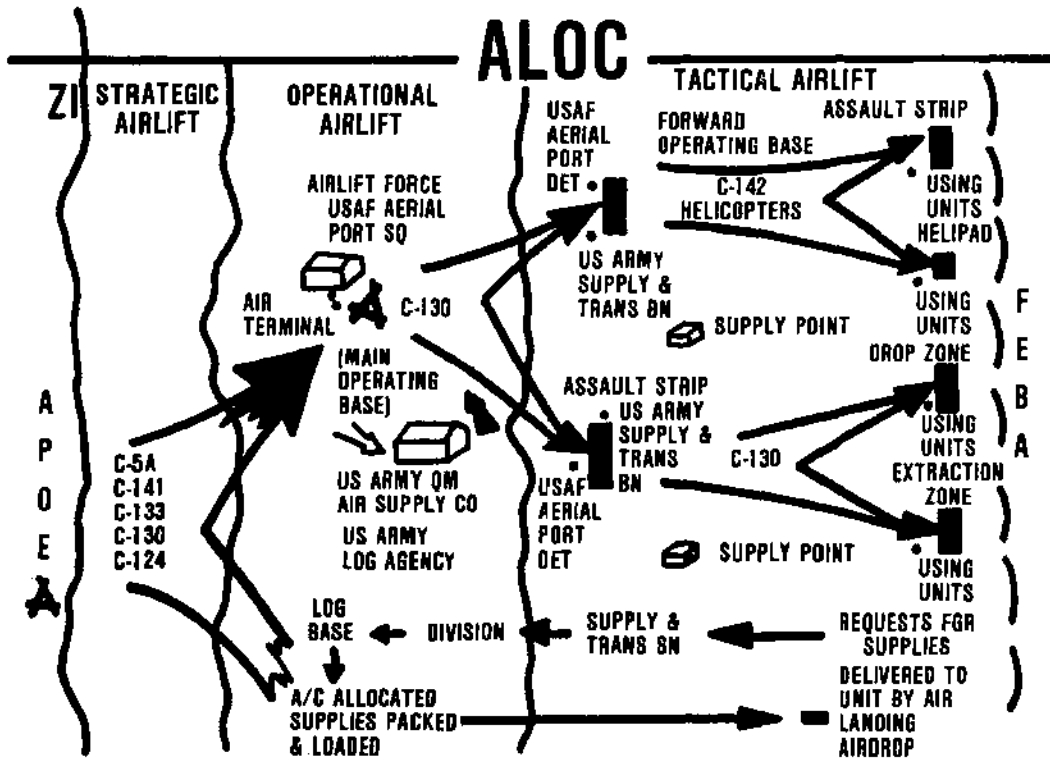 ALOC
ZI
STRATEGIC
AIRLIFT
OPERATIONAL
AIRLIFT
TACTICAL AIRLIFT
A
P
O
E
C-5A
C-141
C-133
C-130
C-124
AIRLIFT FORCE
USAF AERIAL
PORT SQ
AIR
TERMINAL
C-130
(MAIN
OPERATING
BASE)
US ARMY QM
AIR SUPPLY CO
US ARMY
LOG AGENCY
USAF
AERIAL
PORT
DET
US ARMY
SUPPLY &
TRANS BN
FORWARD
OPERATING BASE
C-142
HELICOPTERS
ASSAULT STRIP
USING
UNITS
HELIPAD
USING
UNITS
SUPPLY POINT
ASSAULT STRIP
US ARMY
SUPPLY &
TRANS
BN
USAF
AERIAL
PORT
DET
C-130
DROP ZONE
USING
UNITS
EXTRACTION
ZONE
USING
UNITS
SUPPLY POINT
F
E
B
A
REQUESTS FOR
SUPPLIES
SUPPLY &
TRANS BN
DIVISION
LOG
BASE
A/C ALLOCATED
SUPPLIES PACKED
& LOADED
DELIVERED TO
UNIT BY AIR
LANDING
AIRDROP